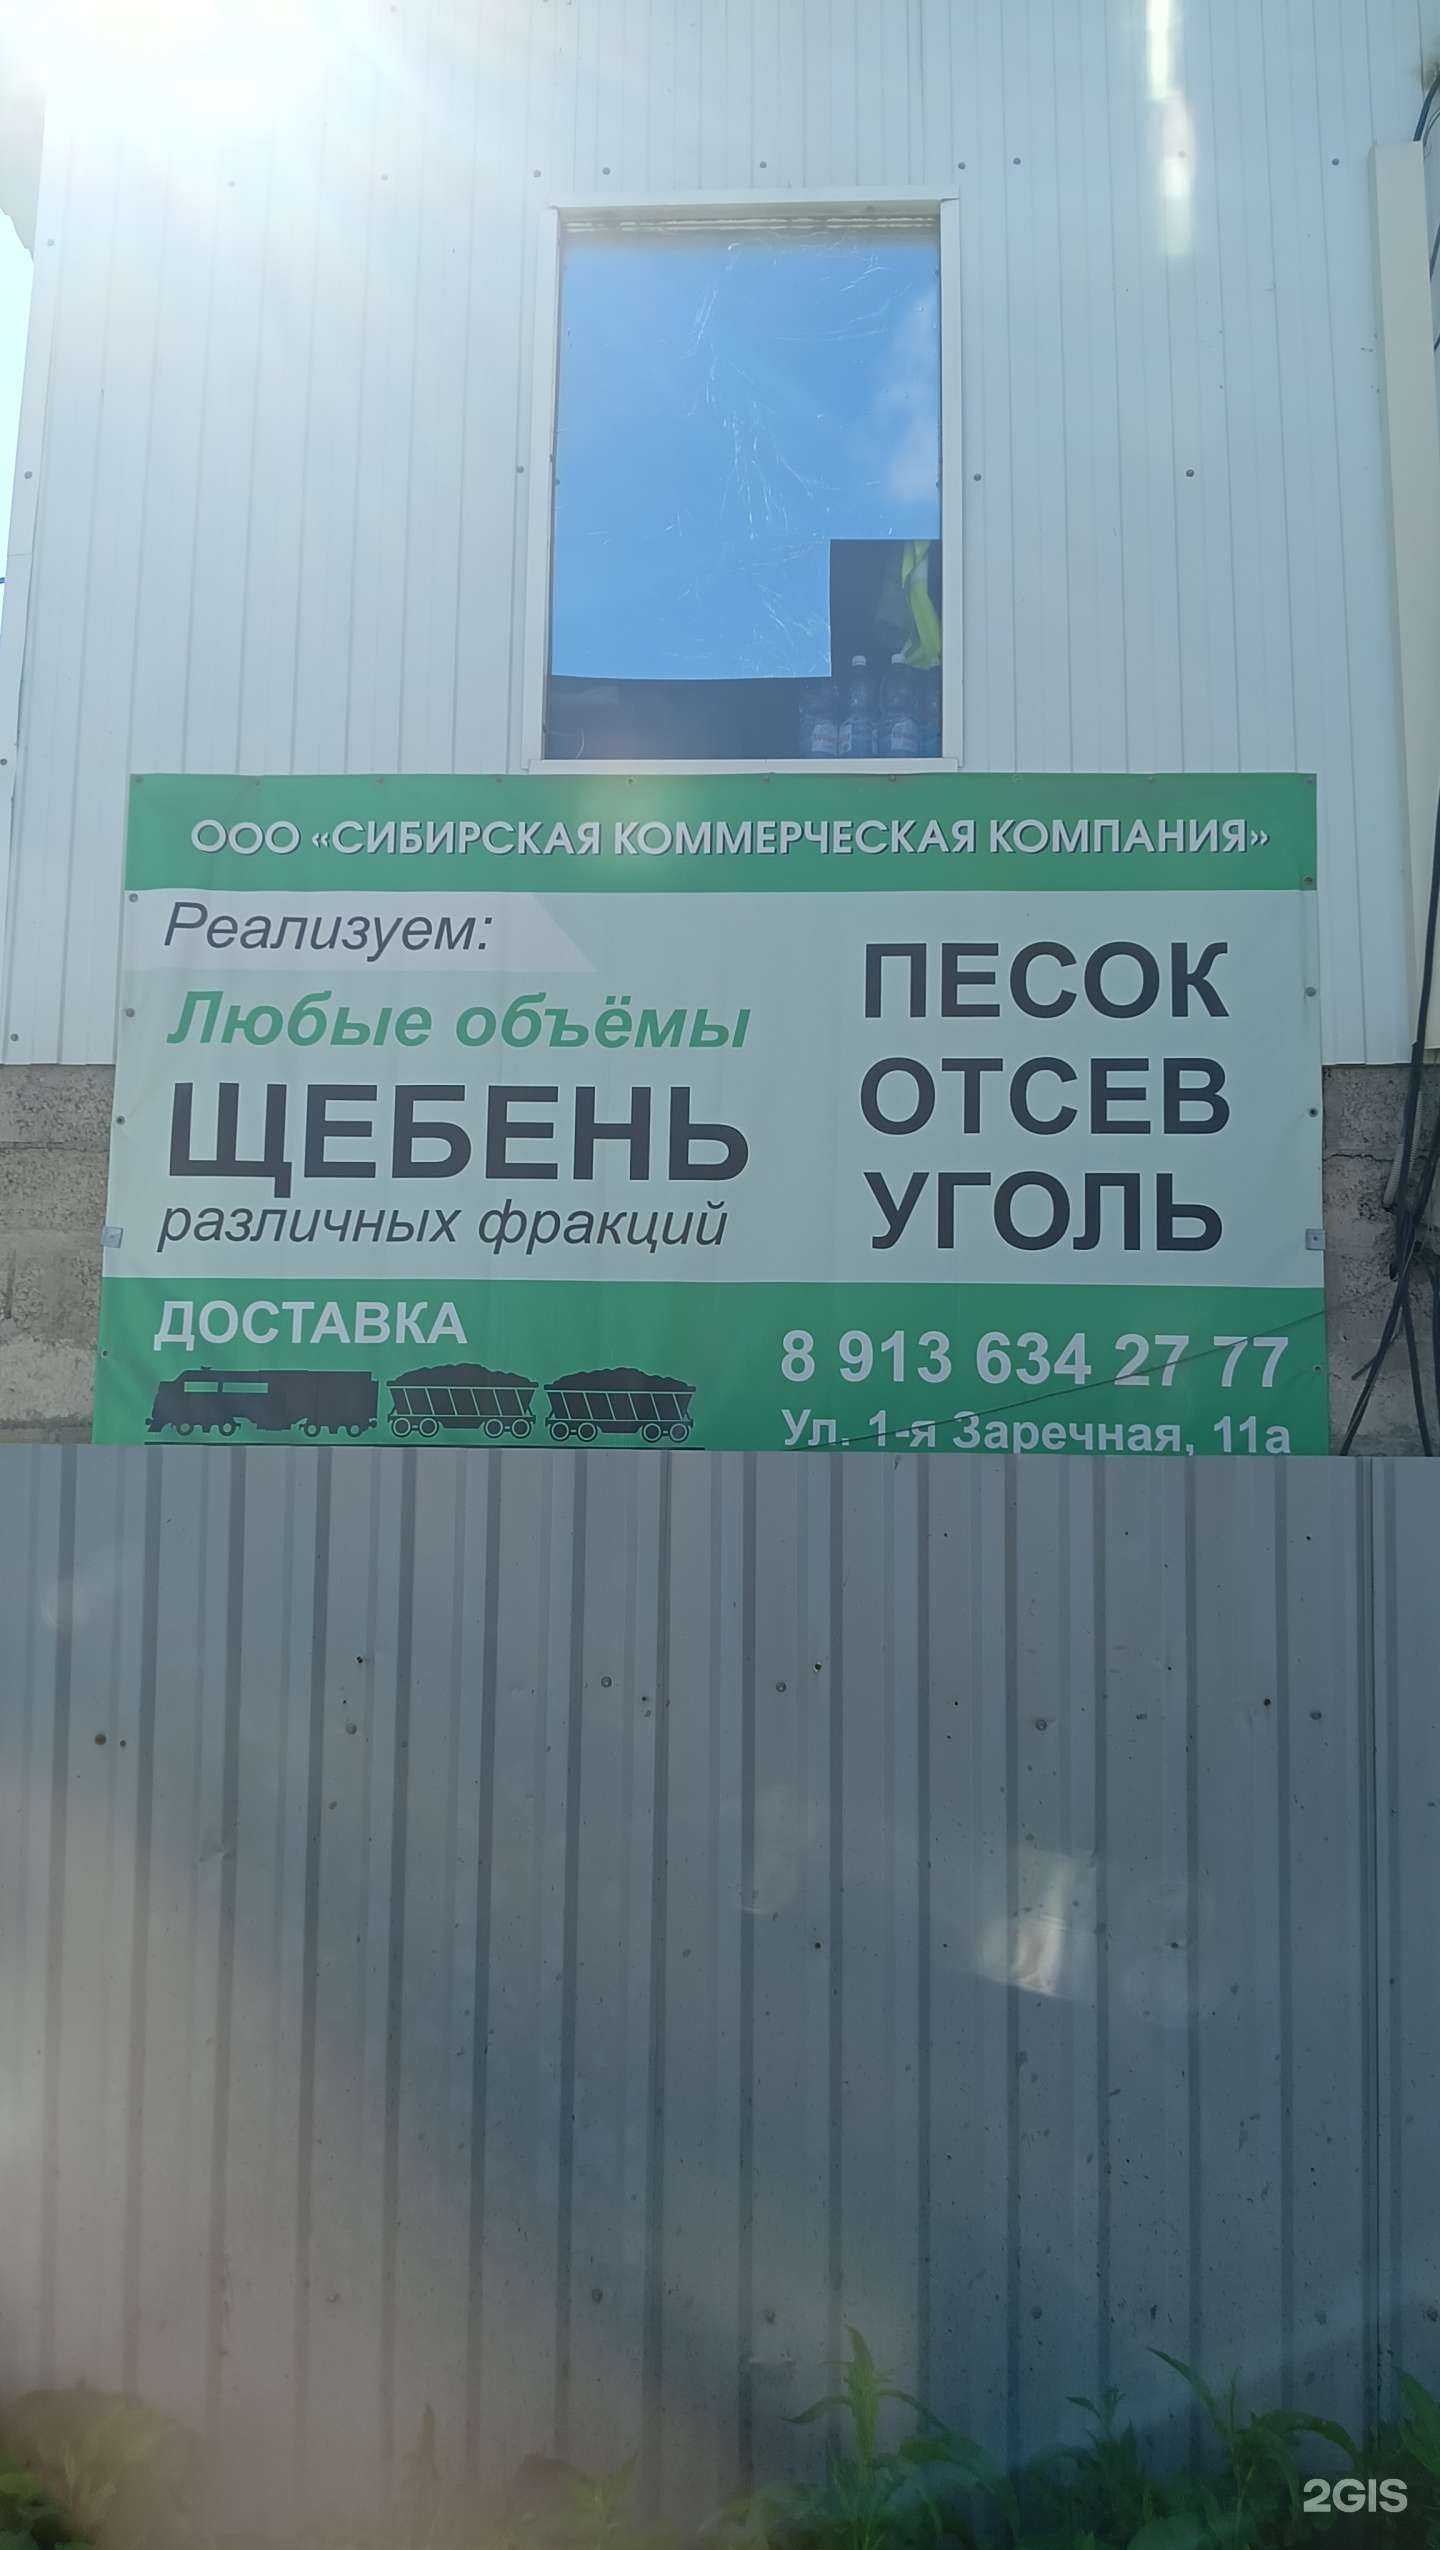 ООО «СИБИРСКАЯ КОММЕРЧЕСКАЯ КОМПАНИЯ»
Реализуем:
Любые объёмы
ЩЕБЕНЬ
различных фракций
ПЕСОК
ОТСЕВ
УГОЛЬ
ДОСТАВКА
8 913 634 27 77
Ул. 1-я Заречная, 11а
2GIS